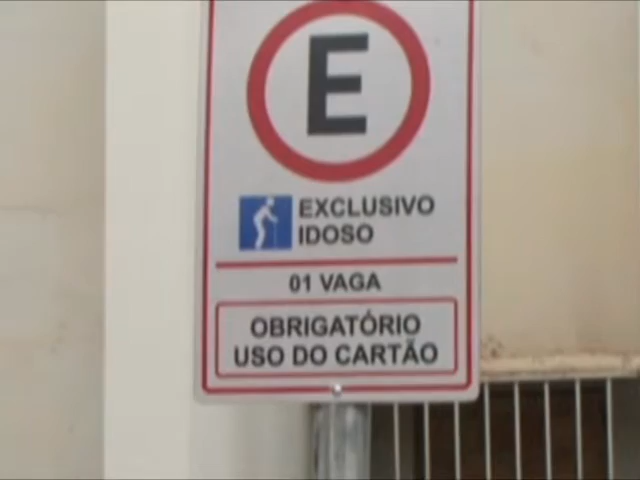 E
EXCLUSIVO
IDOSO
01 VAGA
OBRIGATÓRIO
USO DO CARTÃO